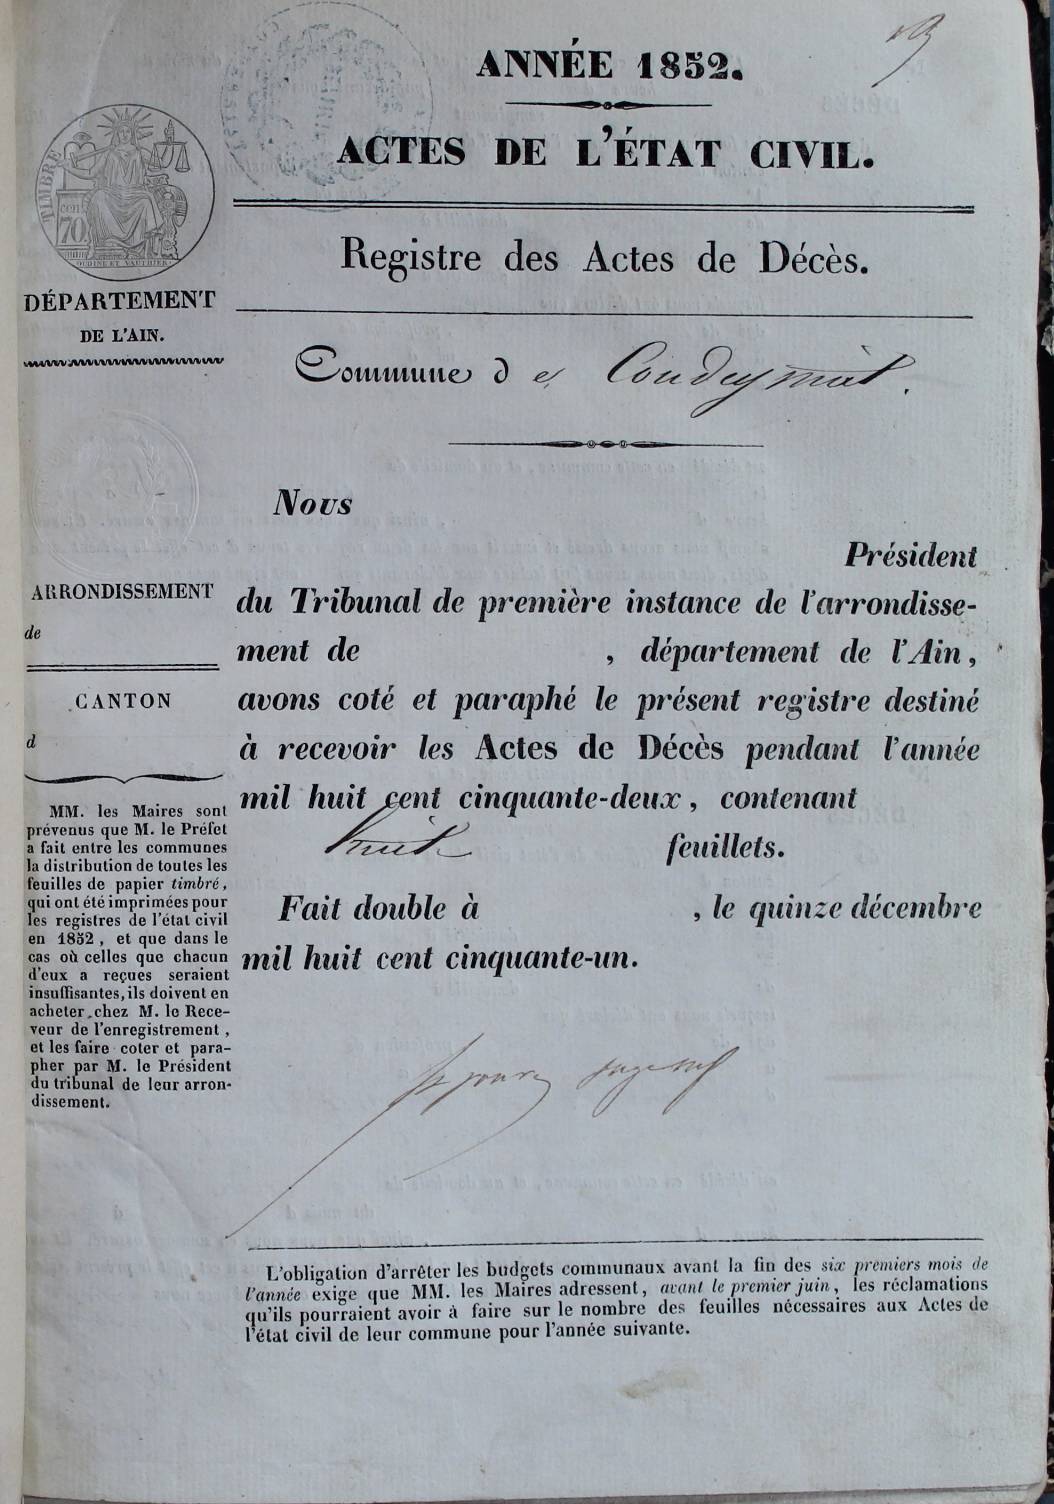 ANNÉE 1852.
ACTES DE L'ÉTAT CIVIL.
Registre des Actes de Décès.
Commune de Condeyssiat.
TIMBRE
cen
70
OUDINÉ ET VAUTHIER
DÉPARTEMENT
DE L'AIN.
ARRONDISSEMENT
de
CANTON
d
MM. les Maires sont
prévenus que M. le Préfet
a fait entre les communes
la distribution de toutes les
feuilles de papier timbré,
qui ont été imprimées pour
les registres de l'état civil
en 1852, et que dans le
cas où celles que chacun
d'eux a reçues seraient
insuffisantes, ils doivent en
acheter chez M. le Rece-
veur de l'enregistrement,
et les faire coter et para-
pher par M. le Président
du tribunal de leur arron-
dissement.
Nous
Président
du Tribunal de première instance de l'arrondisse-
ment de , département de l'Ain,
avons coté et paraphé le présent registre destiné
à recevoir les Actes de Décès pendant l'année
mil huit cent cinquante-deux, contenant
huit feuillets.
Fait double à , le quinze décembre
mil huit cent cinquante-un.
L'obligation d'arrêter les budgets communaux avant la fin des six premiers mois de
l'année exige que MM. les Maires adressent, avant le premier juin, les réclamations
qu'ils pourraient avoir à faire sur le nombre des feuilles nécessaires aux Actes de
l'état civil de leur commune pour l'année suivante.